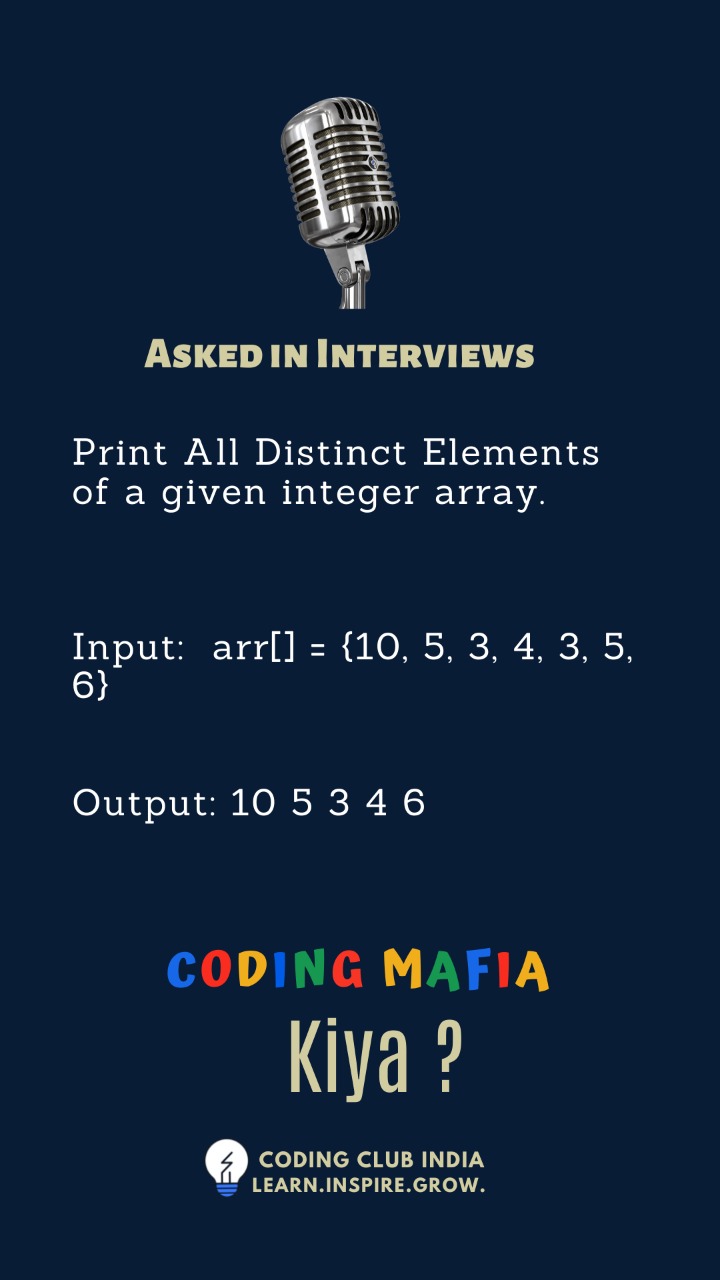 Asked in Interviews
Print All Distinct Elements
of a given integer array.
Input: arr[] = {10, 5, 3, 4, 3, 5,
6}
Output: 10 5 3 4 6
CODING MAFIA
Kiya ?
CODING CLUB INDIA
LEARN.INSPIRE.GROW.